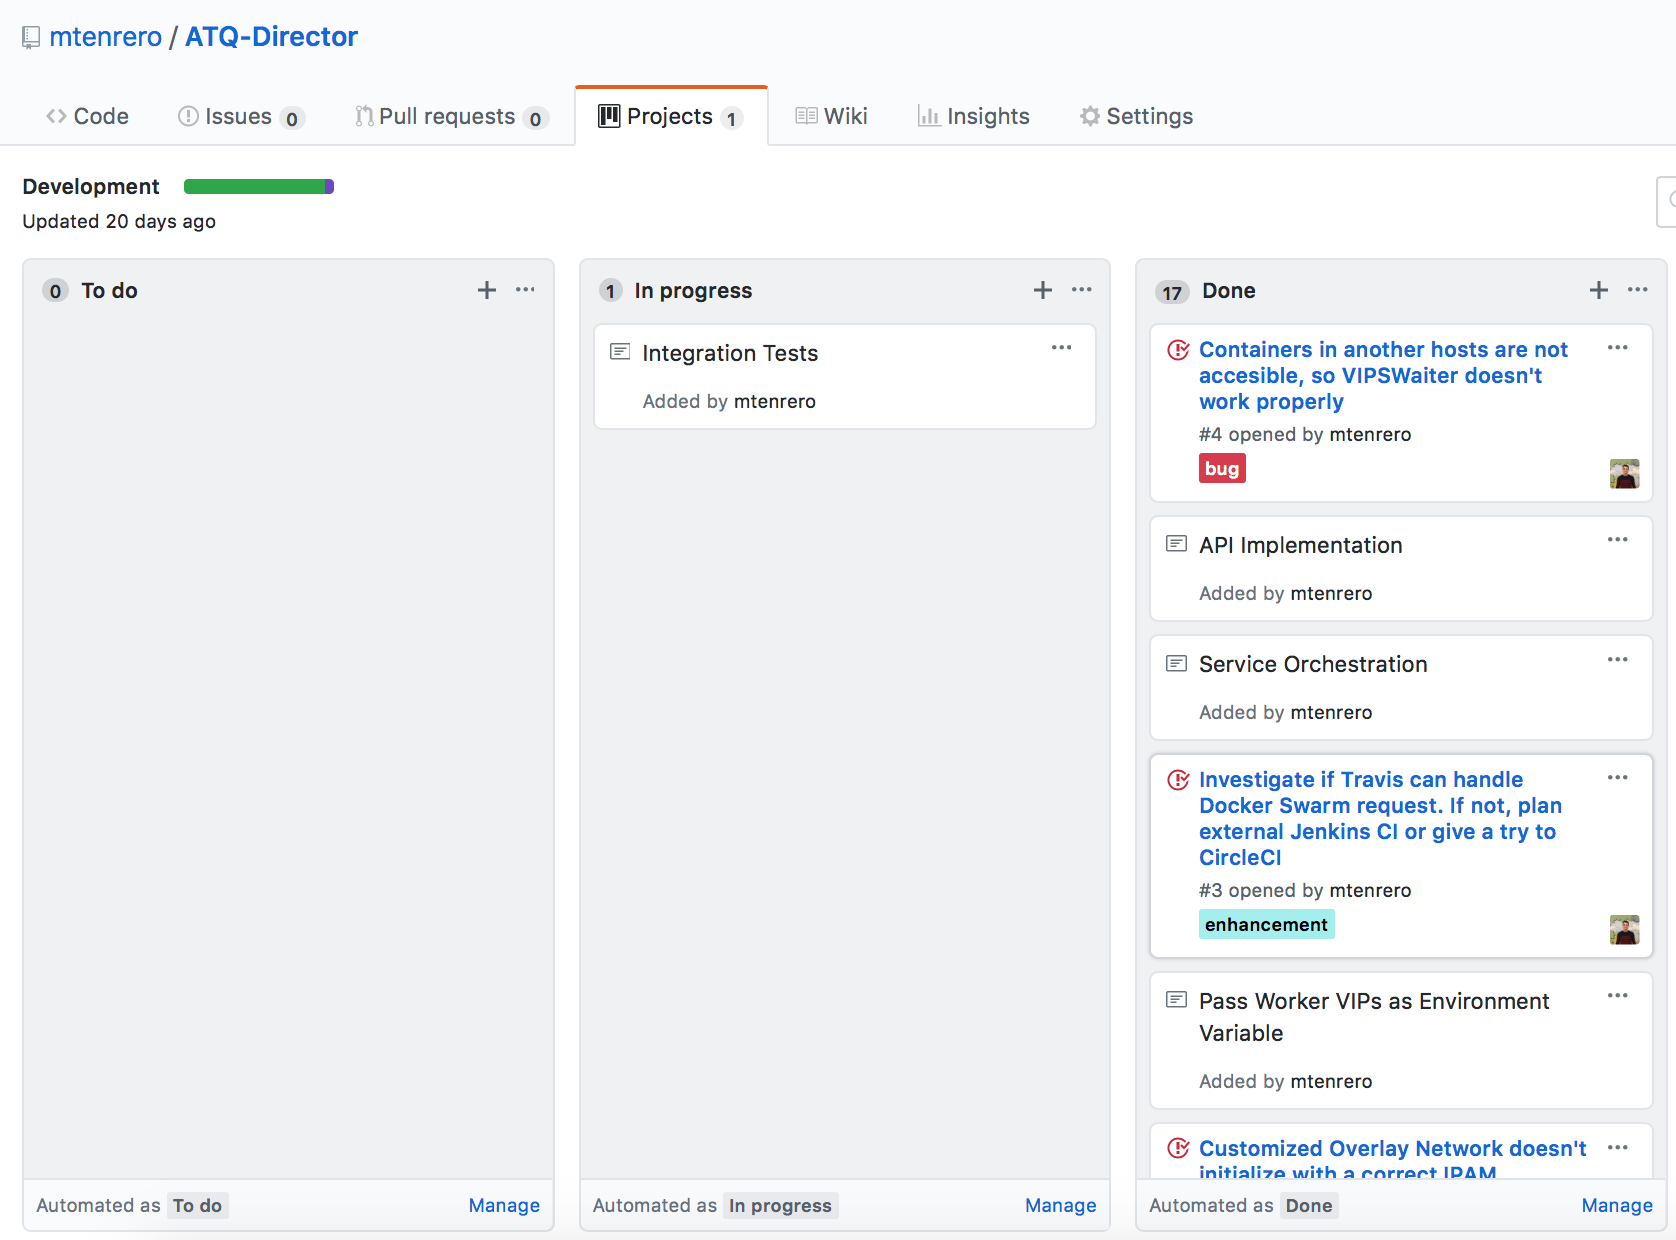 mtenrero / ATQ-Director
Code Issues 0 Pull requests 0 Projects 1 Wiki Insights Settings
Development
Updated 20 days ago
0 To do
Automated as To do Manage
1 In progress
Integration Tests
Added by mtenrero
Automated as In progress Manage
17 Done
Containers in another hosts are not
accesible, so VIPSWaiter doesn't
work properly
#4 opened by mtenrero
bug
API Implementation
Added by mtenrero
Service Orchestration
Added by mtenrero
Investigate if Travis can handle
Docker Swarm request. If not, plan
external Jenkins CI or give a try to
CircleCI
#3 opened by mtenrero
enhancement
Pass Worker VIPs as Environment
Variable
Added by mtenrero
Customized Overlay Network doesn't
initialize with a correct IPAM
Automated as Done Manage